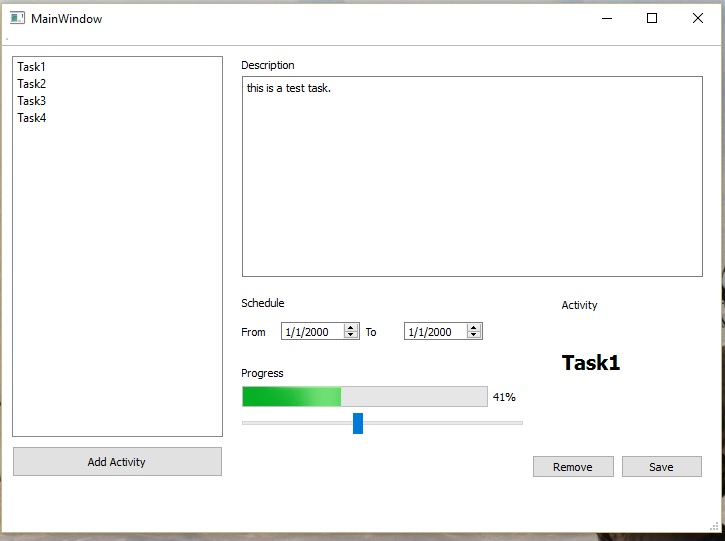 MainWindow
Task1
Task2
Task3
Task4
Add Activity
Description
this is a test task.
Schedule
From 1/1/2000 To 1/1/2000
Progress
41%
Activity
Task1
Remove Save